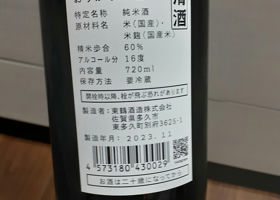 清酒
特定名称 純米酒
原材料名 米(国産)・
米麹(国産)
精米歩合 60%
アルコール分 16度
内容量 720ml
保存方法 要冷蔵
開栓時以降、栓が飛ぶ恐れがあります
製造者:東鶴酒造株式会社
佐賀県多久市
東多久町別府3625-1
製造年月 2023.11
4 573180 430029
お酒は二十歳になってから。